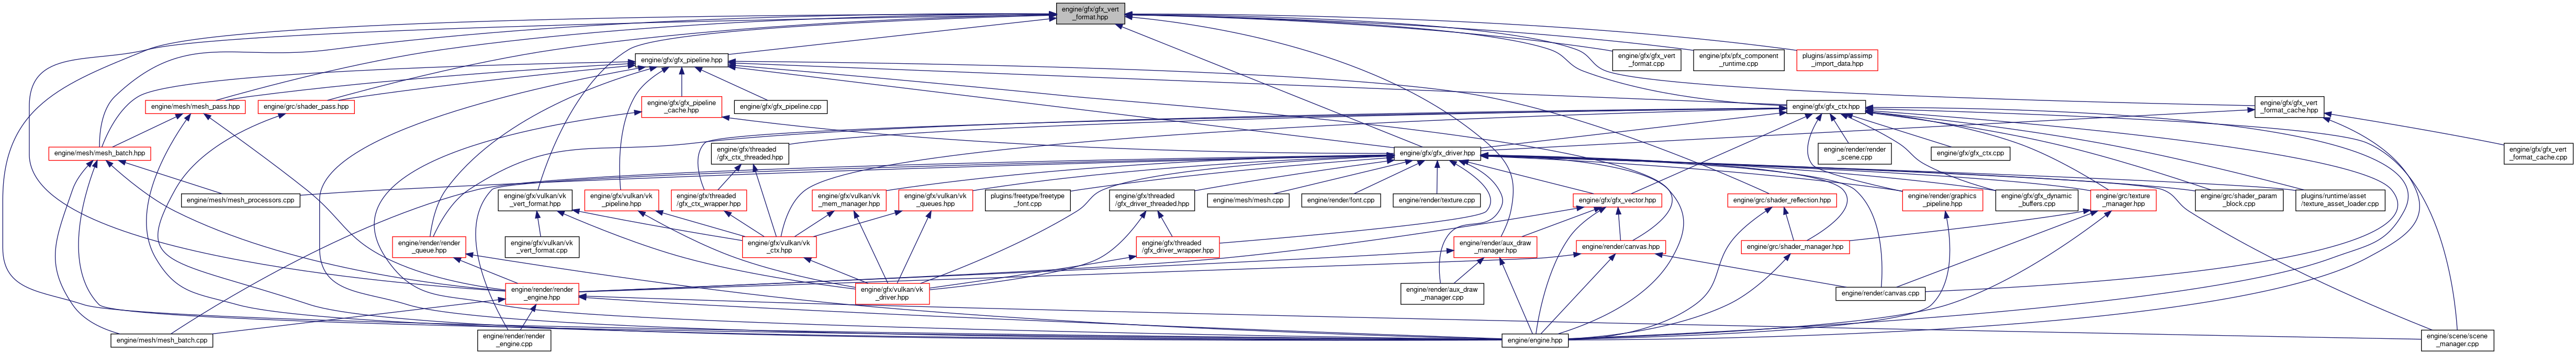 engine/gfx/gfx_vert
_format.hpp
engine/gfx/gfx_pipeline.hpp
engine/gfx/gfx_vert
_format.cpp
engine/pfx/pfx_component
_runtime.cpp
plugins/assimp/assimp
_import_data.hpp
engine/mesh/mesh_pass.hpp
engine/grc/shader_pass.hpp
engine/gfx/gfx_pipeline
_cache.hpp
engine/gfx/gfx_pipeline.cpp
engine/gfx/gfx_ctx.hpp
engine/gfx/gfx_vert
_format_cache.hpp
engine/mesh/mesh_batch.hpp
engine/gfx/threaded
/gfx_ctx_threaded.hpp
engine/gfx/gfx_driver.hpp
engine/render/render
_scene.cpp
engine/gfx/gfx_ctx.cpp
engine/gfx/gfx_vert
_format_cache.cpp
engine/mesh/mesh_processors.cpp
engine/gfx/vulkan/vk
_vert_format.hpp
engine/gfx/vulkan/vk
_pipeline.hpp
engine/gfx/threaded
/gfx_ctx_wrapper.hpp
engine/gfx/vulkan/vk
_mem_manager.hpp
engine/gfx/vulkan/vk
_queues.hpp
plugins/freetype/freetype
_font.cpp
engine/gfx/threaded
/gfx_driver_threaded.hpp
engine/mesh/mesh.cpp
engine/render/font.cpp
engine/render/texture.cpp
engine/gfx/gfx_vector.hpp
engine/grc/shader_reflection.hpp
engine/render/graphics
_pipeline.hpp
engine/gfx/gfx_dynamic
_buffers.cpp
engine/grc/texture
_manager.hpp
engine/grc/shader_param
_block.cpp
plugins/runtime/asset
/texture_asset_loader.cpp
engine/render/render
_queue.hpp
engine/gfx/vulkan/vk
_vert_format.cpp
engine/gfx/vulkan/vk
_ctx.hpp
engine/gfx/threaded
/gfx_driver_wrapper.hpp
engine/render/aux_draw
_manager.hpp
engine/render/canvas.hpp
engine/grc/shader_manager.hpp
engine/render/render
_engine.hpp
engine/gfx/vulkan/vk
_driver.hpp
engine/render/aux_draw
_manager.cpp
engine/render/canvas.cpp
engine/mesh/mesh_batch.cpp
engine/render/render
_engine.cpp
engine/engine.hpp
engine/scene/scene
_manager.cpp